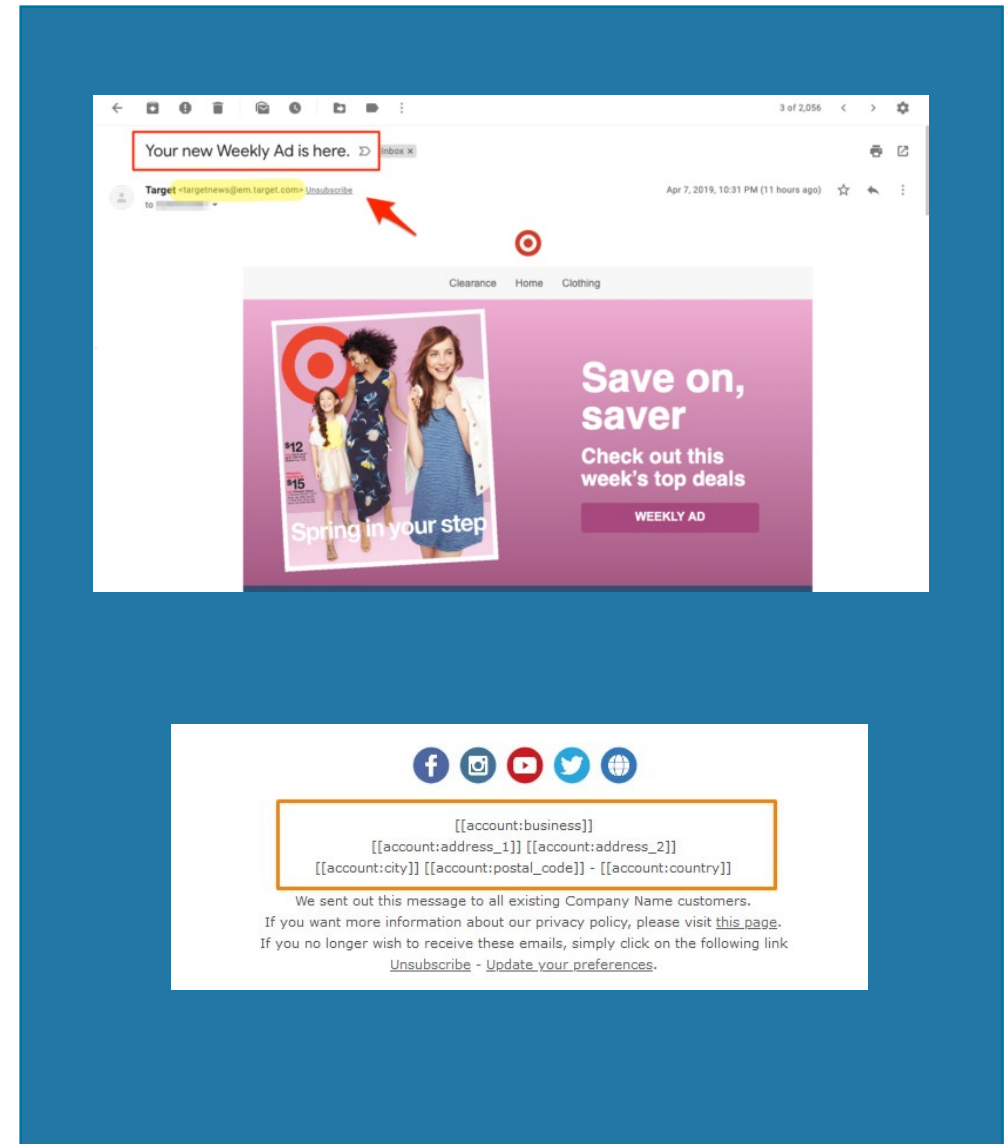 3 of 2,056
Your new Weekly Ad is here. Inbox x
Target <targetnews@em.target.com> Unsubscribe
Apr 7, 2019, 10:31 PM (11 hours ago)
to
Clearance Home Clothing
$12
$15
Spring in your step
Save on,
saver
Check out this
week's top deals
WEEKLY AD
[[account:business]]
[[account:address_1]] [[account:address_2]]
[[account:city]] [[account:postal_code]] - [[account:country]]
We sent out this message to all existing Company Name customers.
If you want more information about our privacy policy, please visit this page.
If you no longer wish to receive these emails, simply click on the following link
Unsubscribe - Update your preferences.